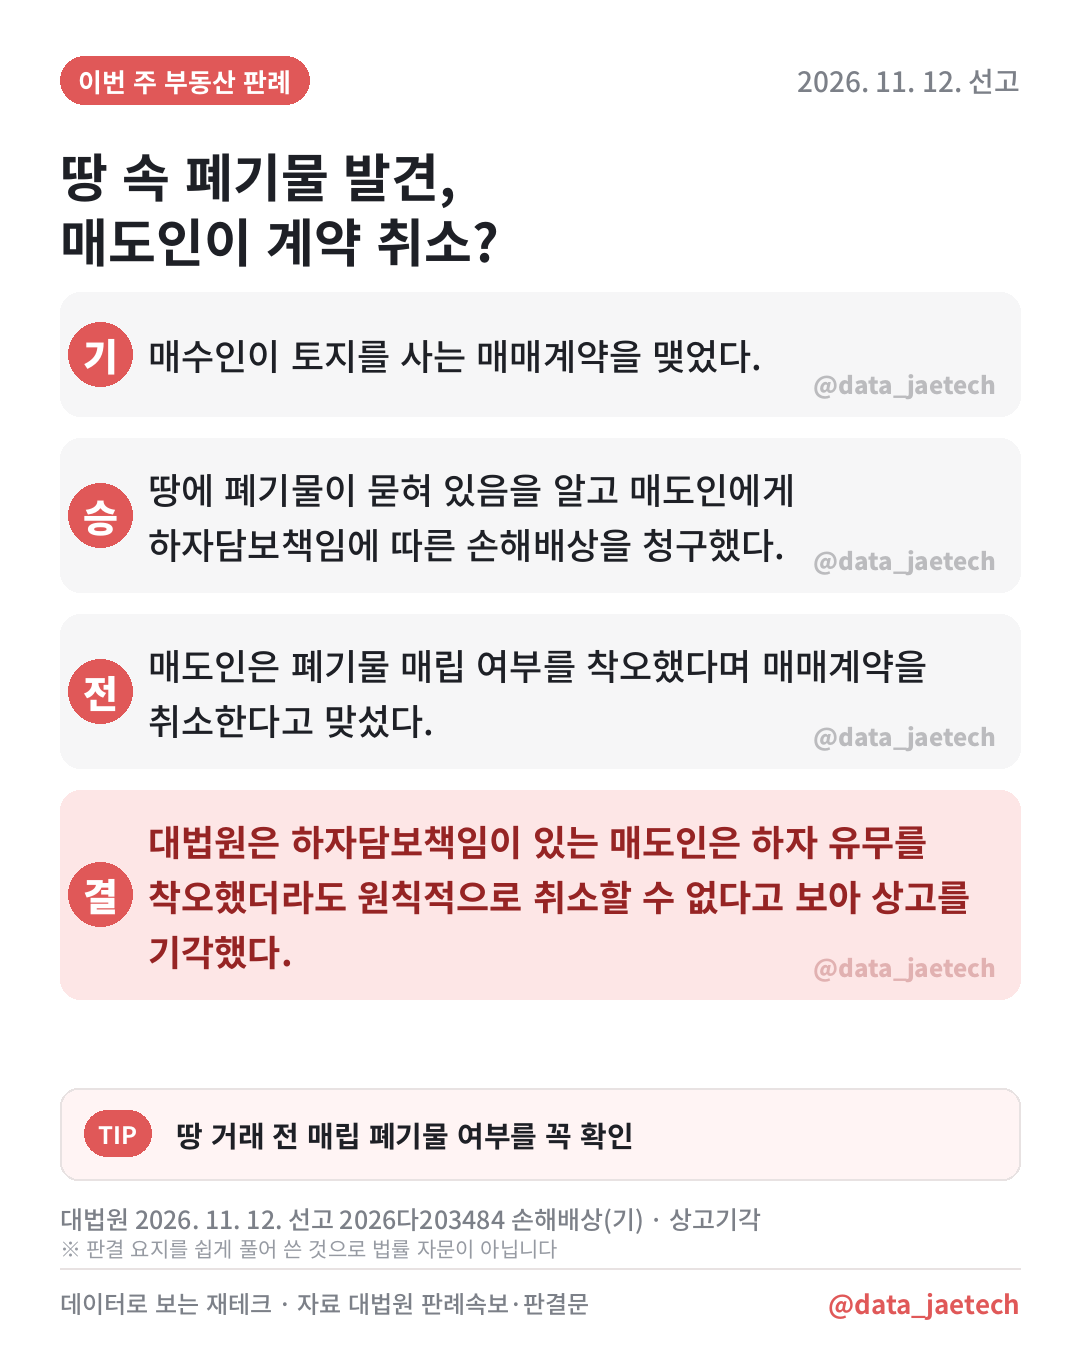 이번 주 부동산 판례
2026. 11. 12. 선고
땅 속 폐기물 발견,
매도인이 계약 취소?
기
매수인이 토지를 사는 매매계약을 맺었다.
@data_jaetech
승
땅에 폐기물이 묻혀 있음을 알고 매도인에게
하자담보책임에 따른 손해배상을 청구했다.
@data_jaetech
전
매도인은 폐기물 매립 여부를 착오했다며 매매계약을
취소한다고 맞섰다.
@data_jaetech
결
대법원은 하자담보책임이 있는 매도인은 하자 유무를
착오했더라도 원칙적으로 취소할 수 없다고 보아 상고를
기각했다.
@data_jaetech
TIP
땅 거래 전 매립 폐기물 여부를 꼭 확인
대법원 2026. 11. 12. 선고 2026다203484 손해배상(기) · 상고기각
※ 판결 요지를 쉽게 풀어 쓴 것으로 법률 자문이 아닙니다
데이터로 보는 재테크 · 자료 대법원 판례속보·판결문
@data_jaetech